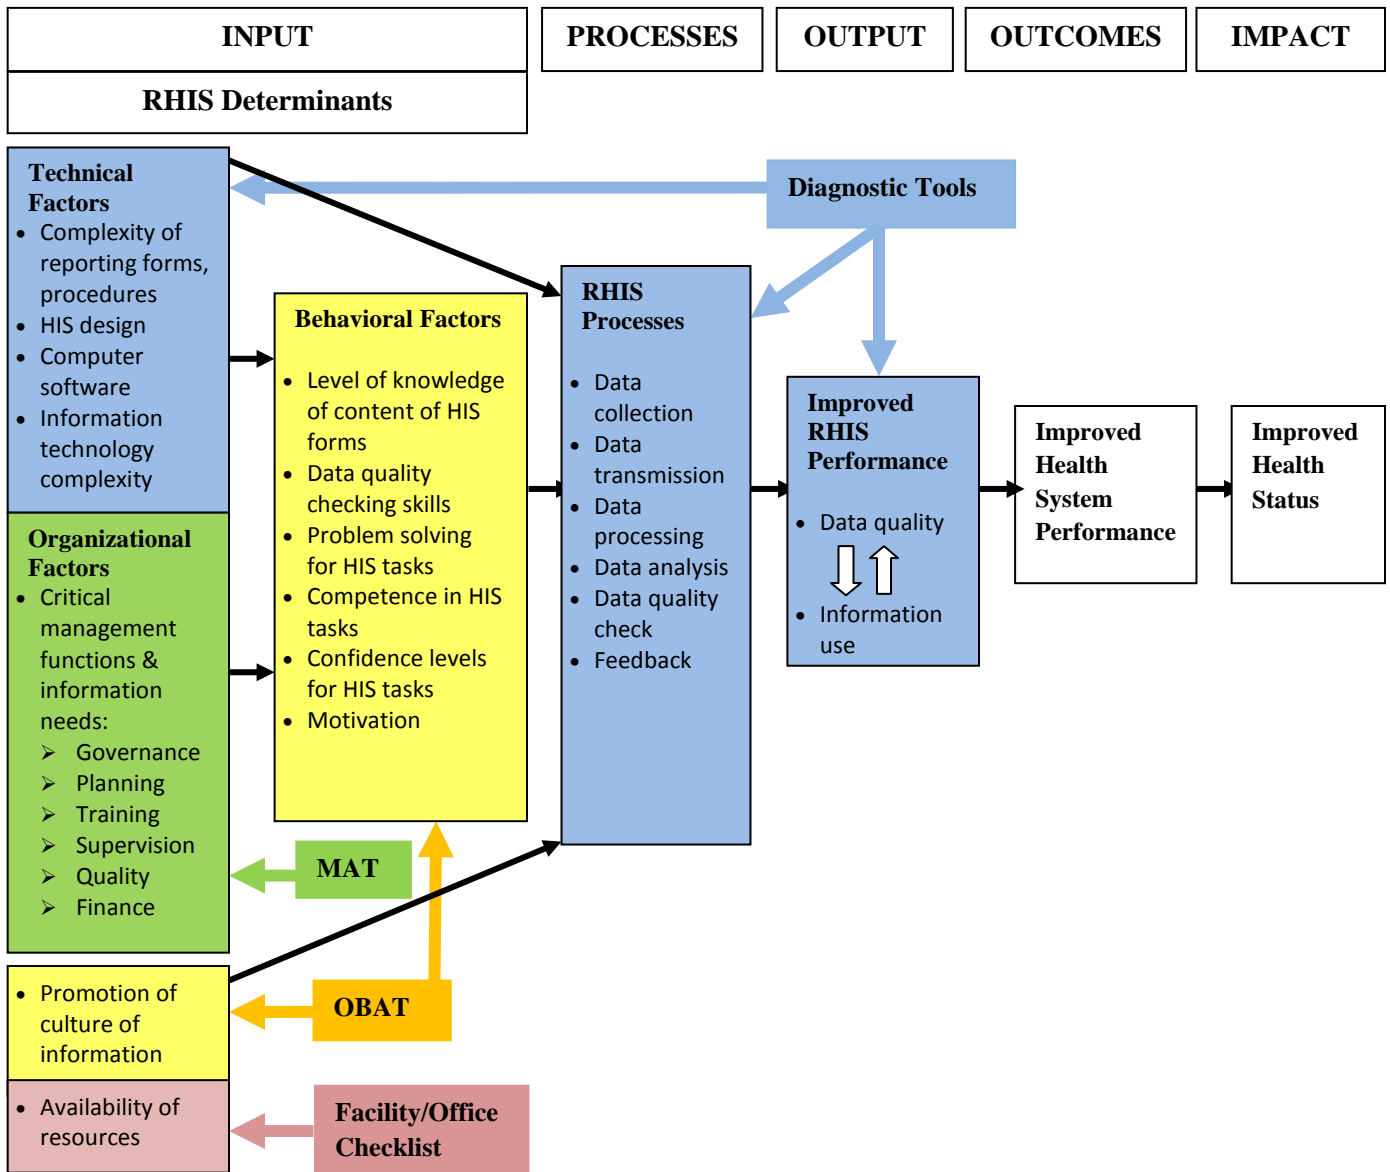 INPUT
PROCESSES
OUTPUT
OUTCOMES
IMPACT
RHIS Determinants
Technical
Factors
• Complexity of
reporting forms,
procedures
• HIS design
• Computer
software
• Information
technology
complexity
Organizational
Factors
• Critical
management
functions &
information
needs:
➢ Governance
➢ Planning
➢ Training
➢ Supervision
➢ Quality
➢ Finance
• Promotion of
culture of
information
• Availability of
resources
Behavioral Factors
• Level of knowledge
of content of HIS
forms
• Data quality
checking skills
• Problem solving
for HIS tasks
• Competence in HIS
tasks
• Confidence levels
for HIS tasks
• Motivation
MAT
OBAT
Facility/Office
Checklist
Diagnostic Tools
RHIS
Processes
• Data
collection
• Data
transmission
• Data
processing
• Data analysis
• Data quality
check
• Feedback
Improved
RHIS
Performance
• Data quality
• Information
use
Improved
Health
System
Performance
Improved
Health
Status